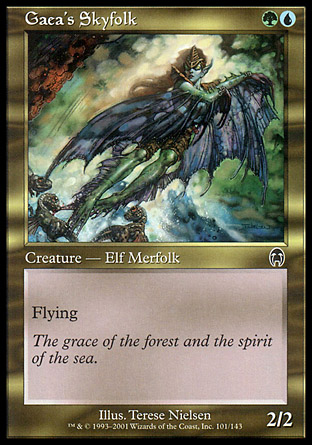 Gaea's Skyfolk
Creature — Elf Merfolk
Flying
The grace of the forest and the spirit
of the sea.
2/2
Illus. Terese Nielsen
™ & © 1993–2001 Wizards of the Coast, Inc. 101/143